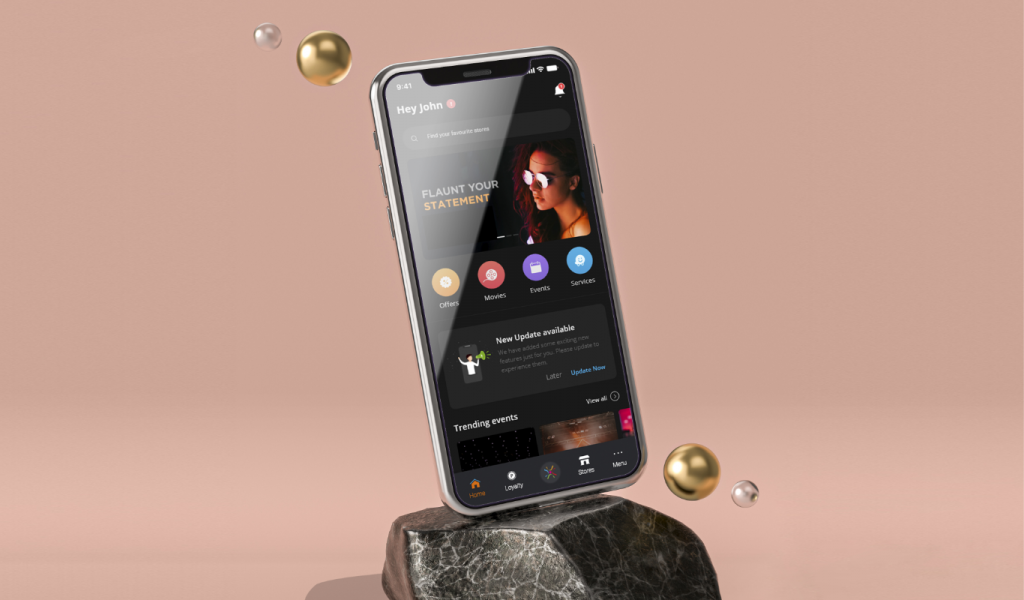 9:41
Hey John
Find your favourite stores
FLAUNT YOUR
STATEMENT
Offers
Movies
Events
Services
New Update available
We have added some exciting new
features just for you. Please update to
experience them.
Later
Update Now
View all
Trending events
Home
Loyalty
Stores
Menu